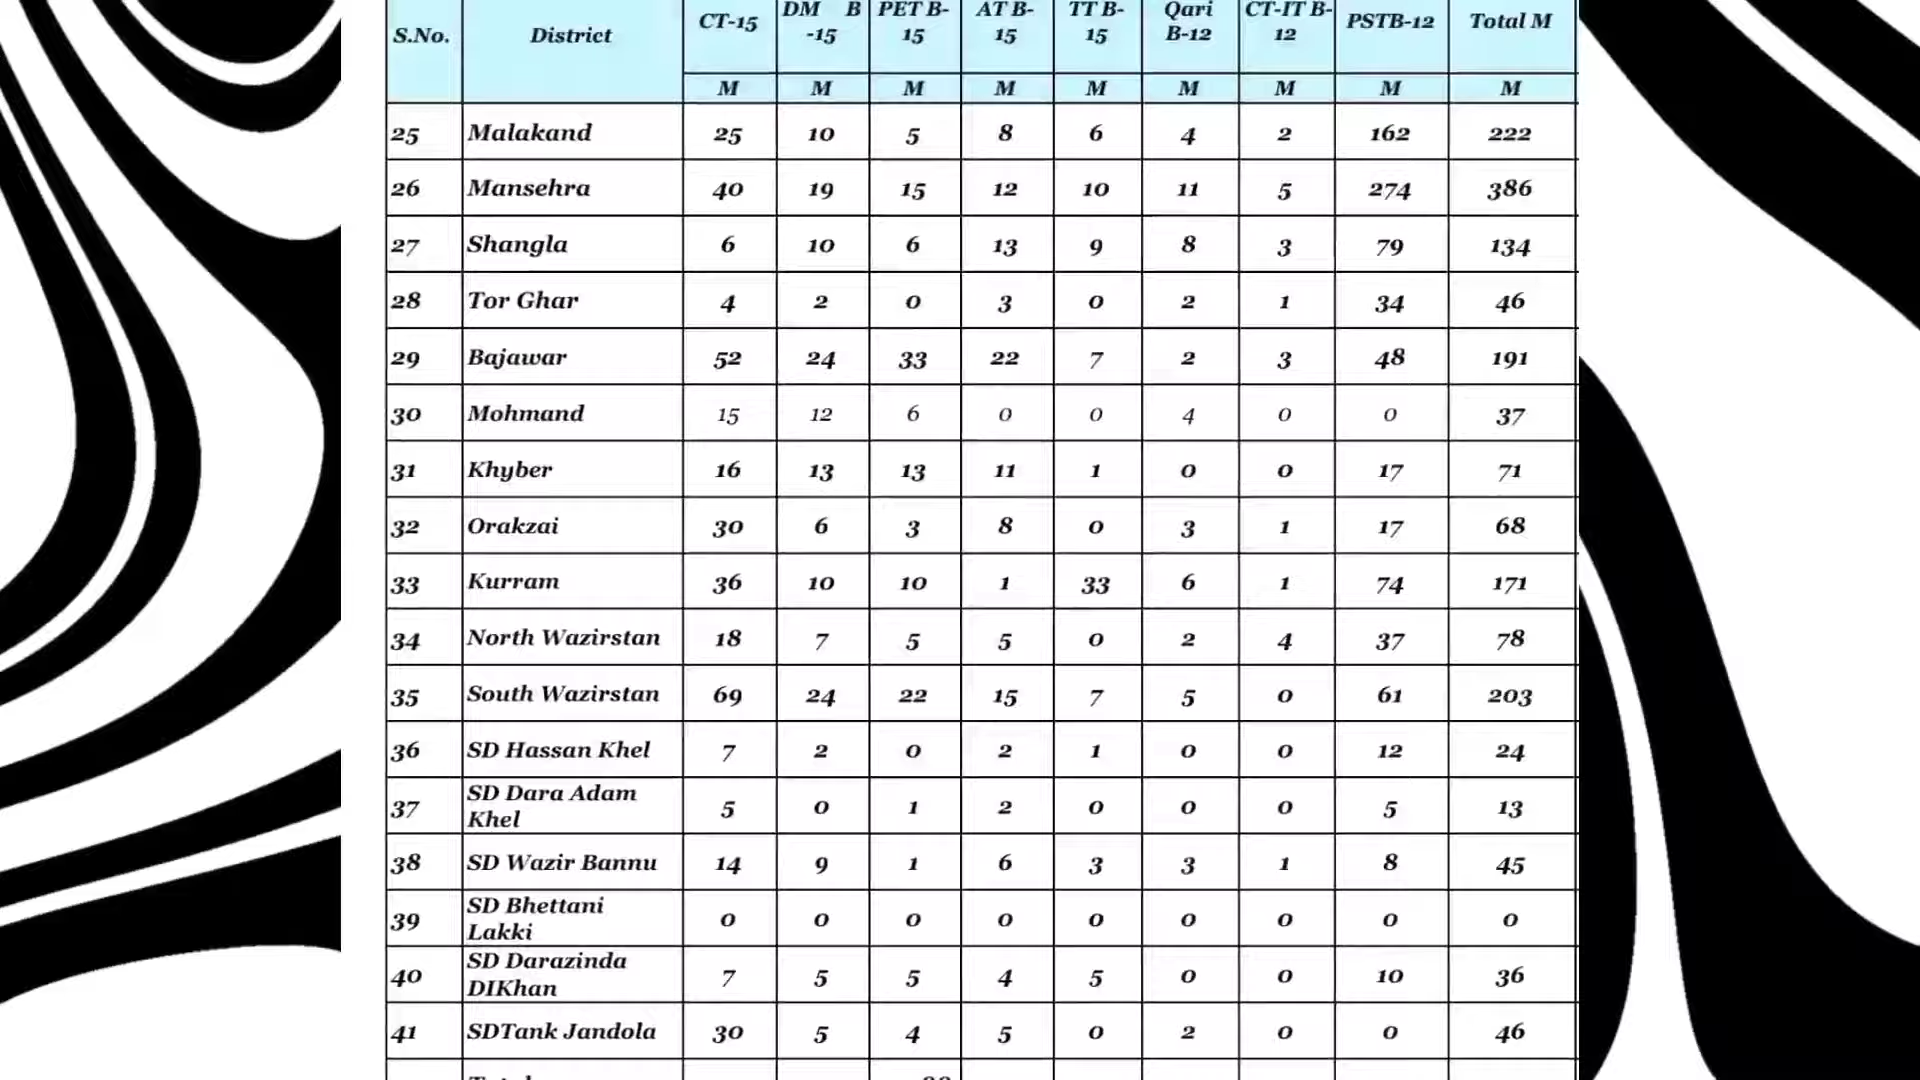 S.No. District CT-15 DM B -15 PET B-15 AT B-15 TT B-15 Qari B-12 CT-IT B-12 PSTB-12 Total M
M M M M M M M M M
25 Malakand 25 10 5 8 6 4 2 162 222
26 Mansehra 40 19 15 12 10 11 5 274 386
27 Shangla 6 10 6 13 9 8 3 79 134
28 Tor Ghar 4 2 0 3 0 2 1 34 46
29 Bajawar 52 24 33 22 7 2 3 48 191
30 Mohmand 15 12 6 0 0 4 0 0 37
31 Khyber 16 13 13 11 1 0 0 17 71
32 Orakzai 30 6 3 8 0 3 1 17 68
33 Kurram 36 10 10 1 33 6 1 74 171
34 North Wazirstan 18 7 5 5 0 2 4 37 78
35 South Wazirstan 69 24 22 15 7 5 0 61 203
36 SD Hassan Khel 7 2 0 2 1 0 0 12 24
37 SD Dara Adam Khel 5 0 1 2 0 0 0 5 13
38 SD Wazir Bannu 14 9 1 6 3 3 1 8 45
39 SD Bhettani Lakki 0 0 0 0 0 0 0 0 0
40 SD Darazinda DIKhan 7 5 5 4 5 0 0 10 36
41 SDTank Jandola 30 5 4 5 0 2 0 0 46